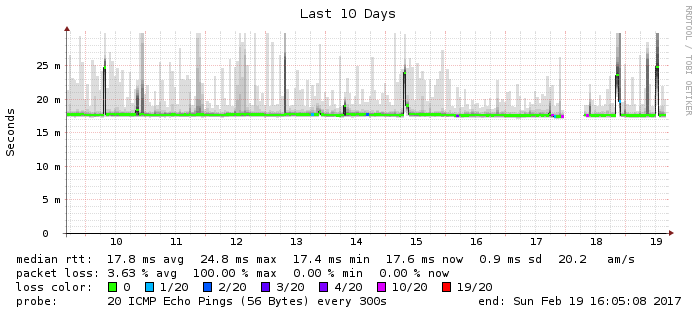 Last 10 Days
RRDTOOL / TOBI OETIKER
Seconds
25 m
20 m
15 m
10 m
5 m
0
10 11 12 13 14 15 16 17 18 19
median rtt: 17.8 ms avg 24.8 ms max 17.4 ms min 17.6 ms now 0.9 ms sd 20.2 am/s
packet loss: 3.63 % avg 100.00 % max 0.00 % min 0.00 % now
loss color: 0 1/20 2/20 3/20 4/20 10/20 19/20
probe: 20 ICMP Echo Pings (56 Bytes) every 300s end: Sun Feb 19 16:05:08 2017